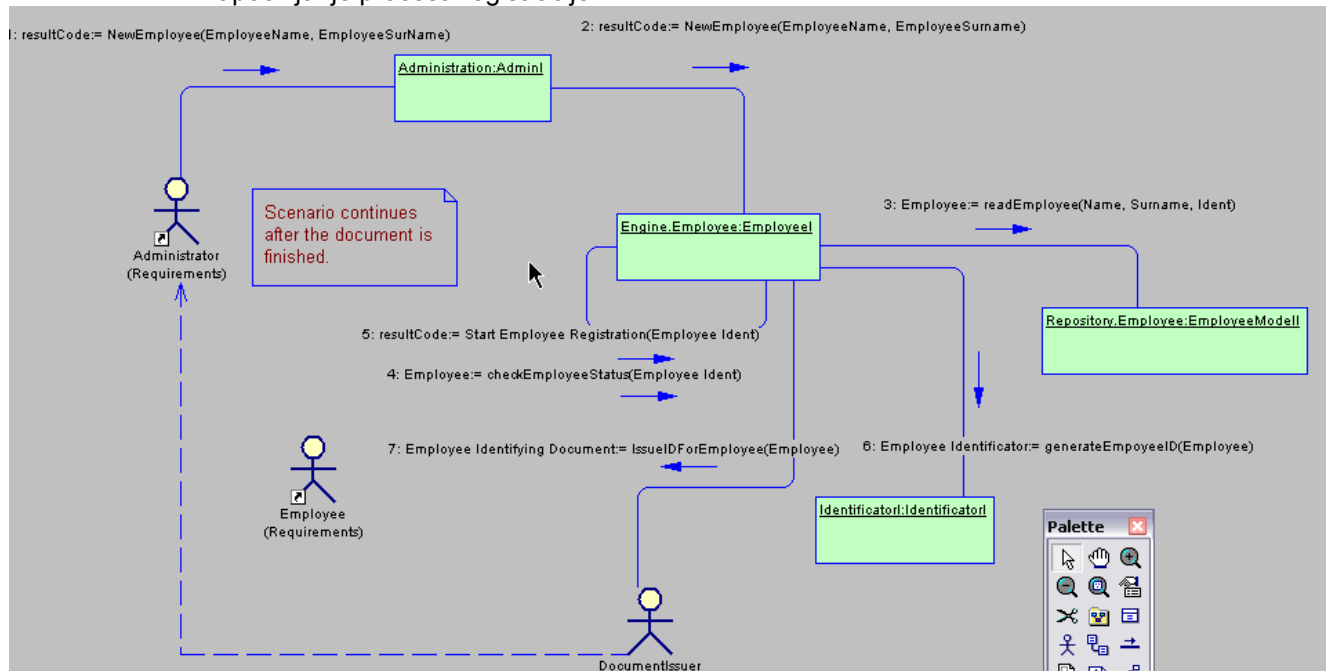 1: resultCode:= NewEmployee(EmployeeName, EmployeeSurName)
2: resultCode:= NewEmployee(EmployeeName, EmployeeSurname)
Administration:AdminI
Scenario continues
after the document is
finished.
Administrator
(Requirements)
Engine.Employee:EmployeeI
3: Employee:= readEmployee(Name, Surname, Ident)
Repository.Employee:EmployeeModelI
5: resultCode:= Start Employee Registration(Employee Ident)
4: Employee:= checkEmployeeStatus(Employee Ident)
7: Employee Identifying Document:= IssueIDForEmployee(Employee)
6: Employee Identificator:= generateEmpoyeeID(Employee)
Employee
(Requirements)
IdentificatorI:IdentificatorI
Palette
DocumentIssuer